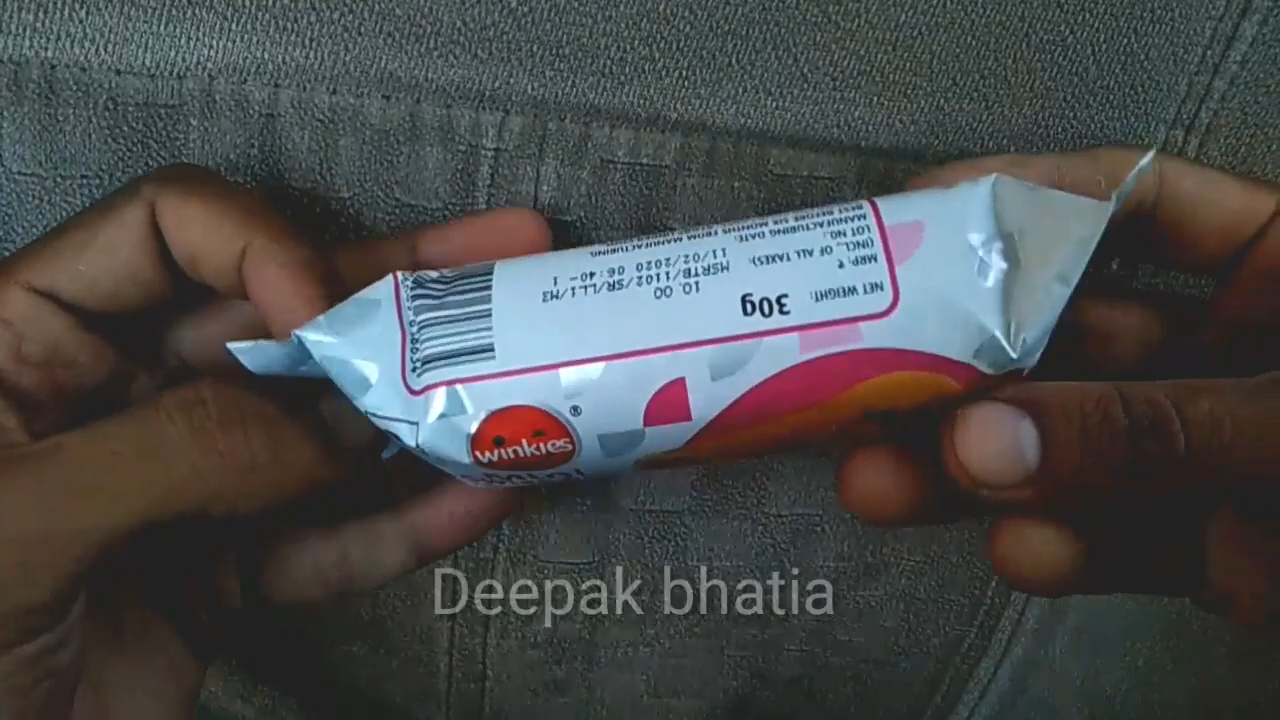 NET WEIGHT: 30g
MRP: ₹ 10.00
(INCL. OF ALL TAXES):
LOT NO.: MSRTB/1102/SR/LL1/M3
MANUFACTURING DATE: 11/02/2020 06:40-1
BEST BEFORE SIX MONTHS FROM MANUFACTURING
winkies®
Deepak bhatia